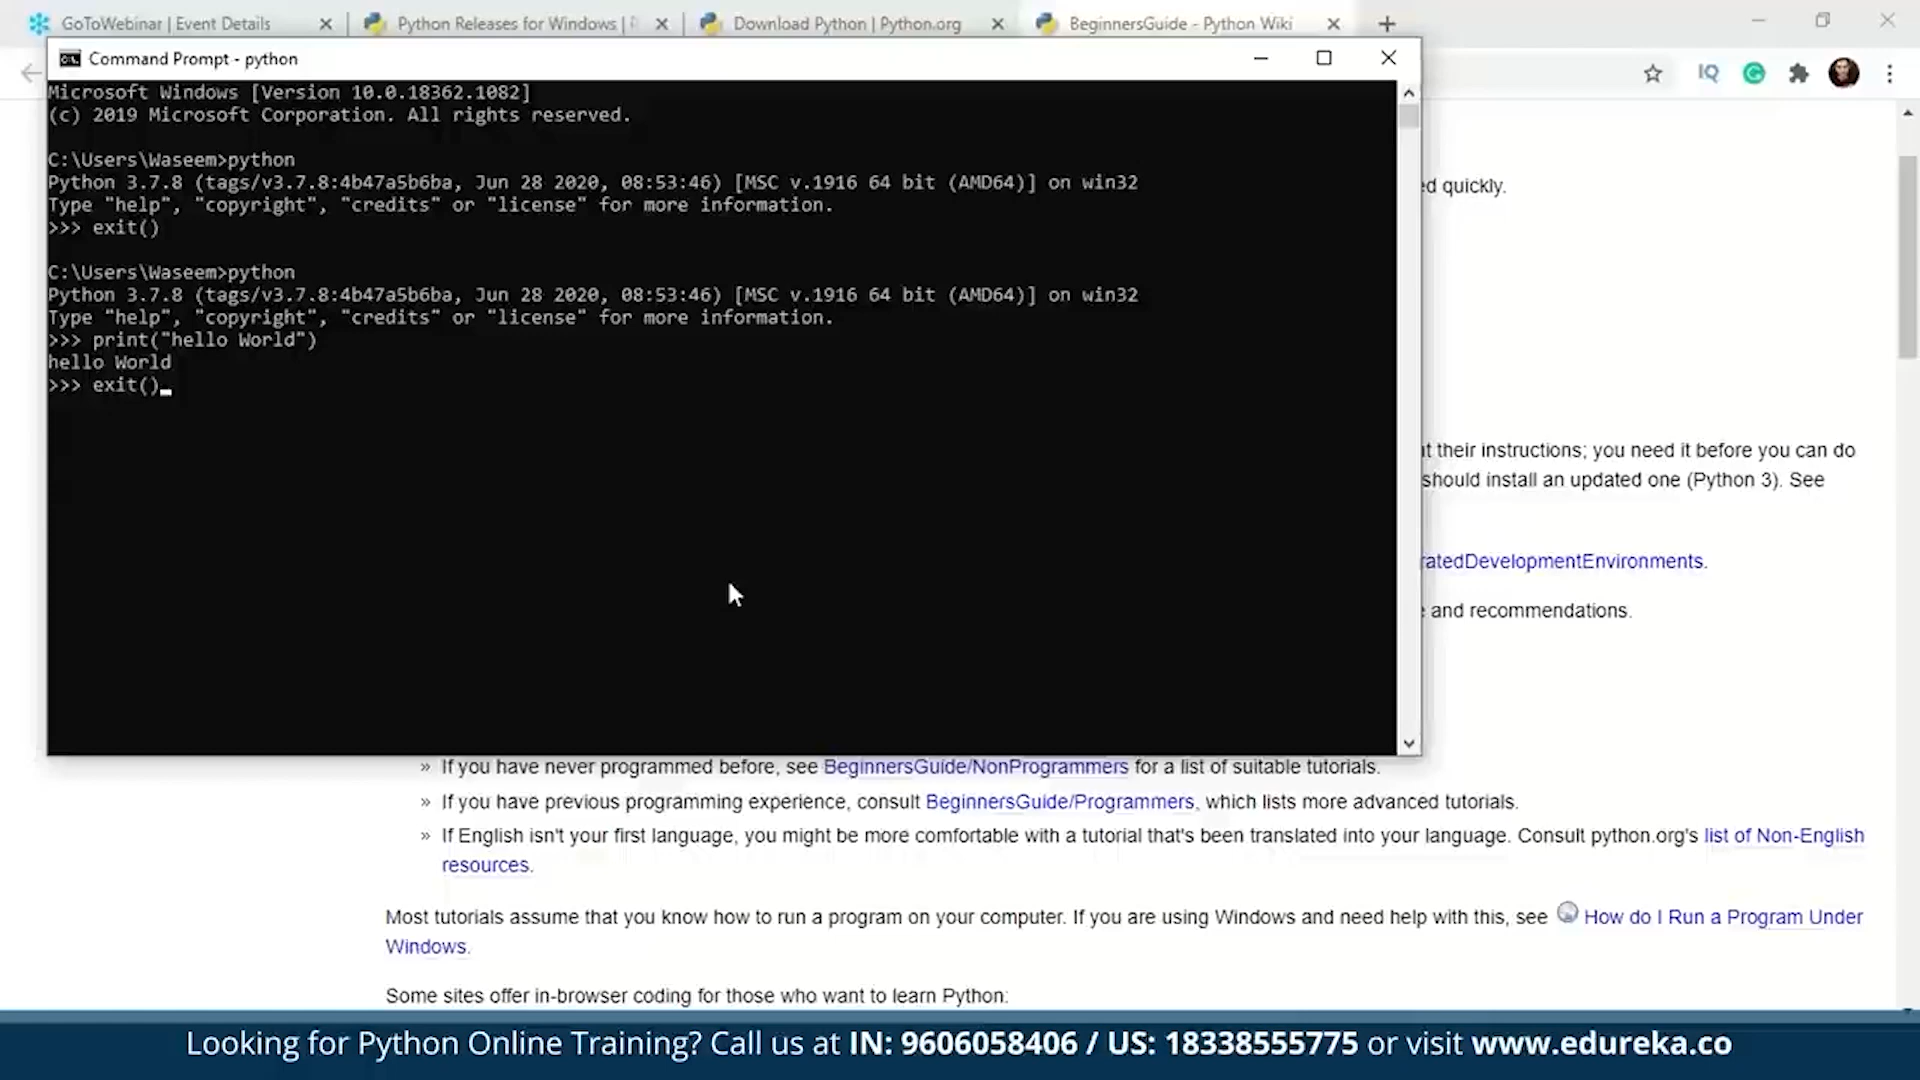 GoToWebinar | Event Details
Python Releases for Windows |
Download Python | Python.org
BeginnersGuide - Python Wiki
Command Prompt - python
IQ
Microsoft Windows [Version 10.0.18362.1082]
(c) 2019 Microsoft Corporation. All rights reserved.
C:\Users\Waseem>python
Python 3.7.8 (tags/v3.7.8:4b47a5b6ba, Jun 28 2020, 08:53:46) [MSC v.1916 64 bit (AMD64)] on win32
Type "help", "copyright", "credits" or "license" for more information.
>>> exit()
C:\Users\Waseem>python
Python 3.7.8 (tags/v3.7.8:4b47a5b6ba, Jun 28 2020, 08:53:46) [MSC v.1916 64 bit (AMD64)] on win32
Type "help", "copyright", "credits" or "license" for more information.
>>> print("hello World")
hello World
>>> exit()
quickly.
their instructions; you need it before you can do
should install an updated one (Python 3). See
ratedDevelopmentEnvironments.
and recommendations.
» If you have never programmed before, see BeginnersGuide/NonProgrammers for a list of suitable tutorials.
» If you have previous programming experience, consult BeginnersGuide/Programmers, which lists more advanced tutorials.
» If English isn't your first language, you might be more comfortable with a tutorial that's been translated into your language. Consult python.org's list of Non-English
resources.
Most tutorials assume that you know how to run a program on your computer. If you are using Windows and need help with this, see How do I Run a Program Under
Windows.
Some sites offer in-browser coding for those who want to learn Python:
Looking for Python Online Training? Call us at IN: 9606058406 / US: 18338555775 or visit www.edureka.co